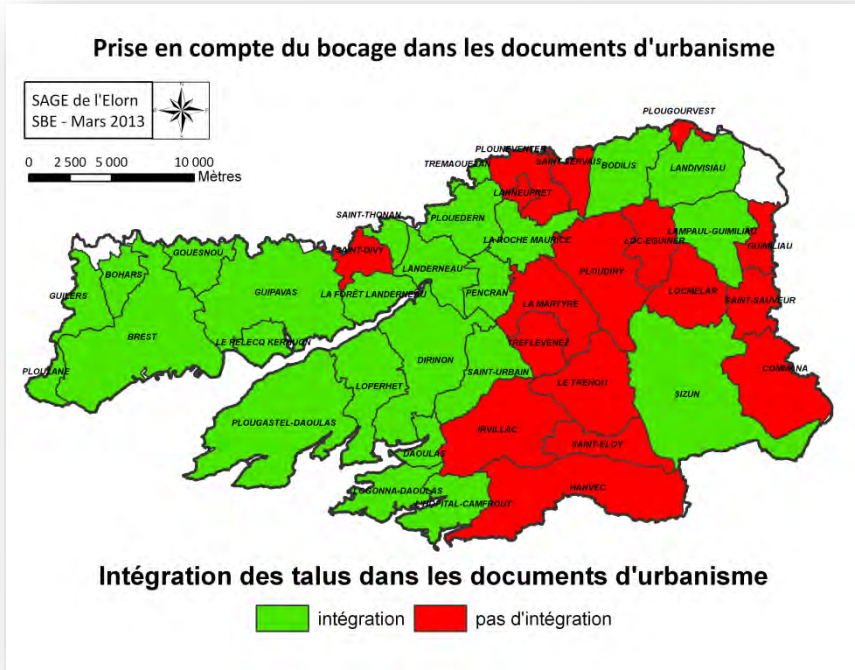 Prise en compte du bocage dans les documents d'urbanisme
SAGE de l'Elorn
SBE - Mars 2013
0 2 500 5 000 10 000
Mètres
PLOUGOURVEST
PLOUNEVENTER
SAINT-SERVAIS
BODILIS
LANDIVISIAU
TREMAOUEZAN
LANNEUFRET
SAINT-THONAN
PLOUEDERN
LAMPAUL-GUIMILIAU
LA ROCHE MAURICE
LOC-EGUINER
GUIMILIAU
SAINT-DIVY
GOUESNOU
BOHARS
LANDERNEAU
PLOUDIRY
GUILERS
GUIPAVAS
LA FORÊT LANDERNEAU
PENCRAN
LA MARTYRE
LOCMELAR
SAINT-SAUVEUR
BREST
LE RELECQ KERHUON
TREFLEVENEZ
DIRINON
PLOUZANE
SAINT-URBAIN
COMMANA
LOPERHET
LE TREHOU
SIZUN
PLOUGASTEL-DAOULAS
IRVILLAC
SAINT-ELOY
DAOULAS
LOGONNA-DAOULAS
HANVEC
L'HOPITAL-CAMFROUT
Intégration des talus dans les documents d'urbanisme
intégration
pas d'intégration